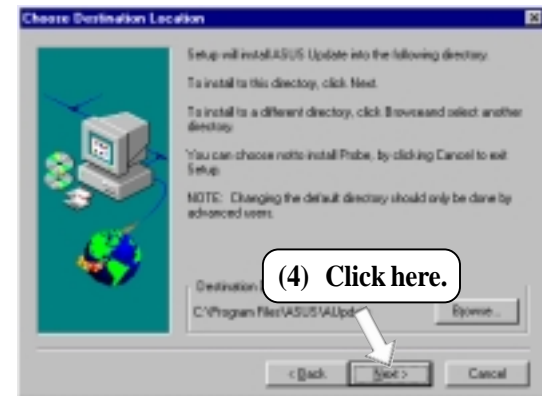 Choose Destination Location
Setup will install ASUS Update into the following directory.
To install to this directory, click Next.
To install to a different directory, click Browse and select another
directory.
You can choose not to install Probe, by clicking Cancel to exit
Setup.
NOTE: Changing the default directory should only be done by
advanced users.
(4) Click here.
Destination
C:\Program Files\ASUS\AUpd
Browse...
< Back
Next >
Cancel